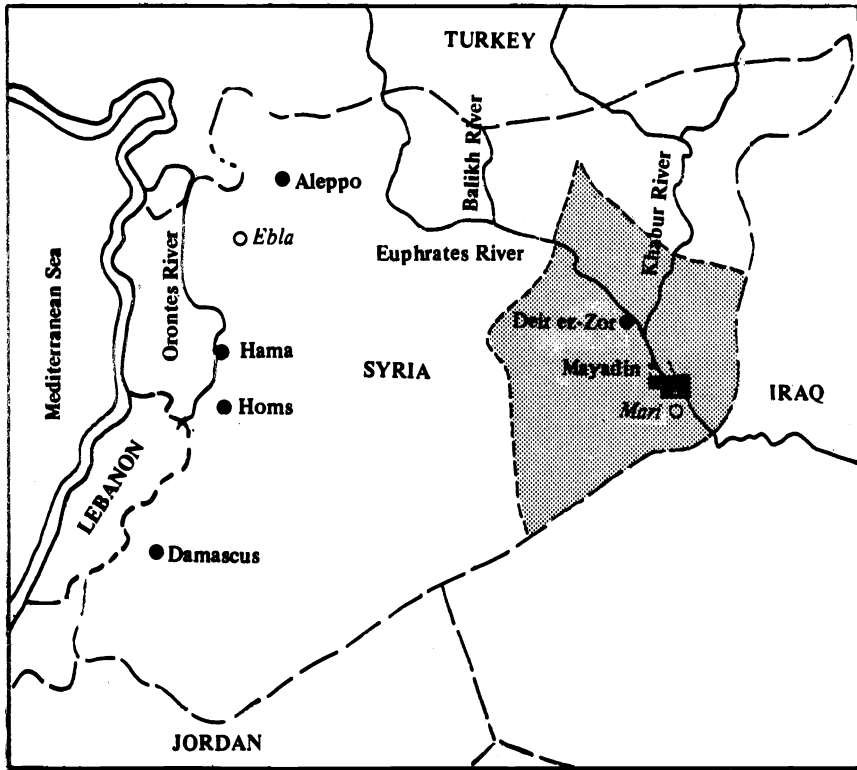 TURKEY
Balikh River
Khabur River
Aleppo
Ebla
Euphrates River
Mediterranean Sea
Orontes River
Deir ez-Zor
Hama
SYRIA
Mayadin
IRAQ
Homs
Mari
LEBANON
Damascus
JORDAN